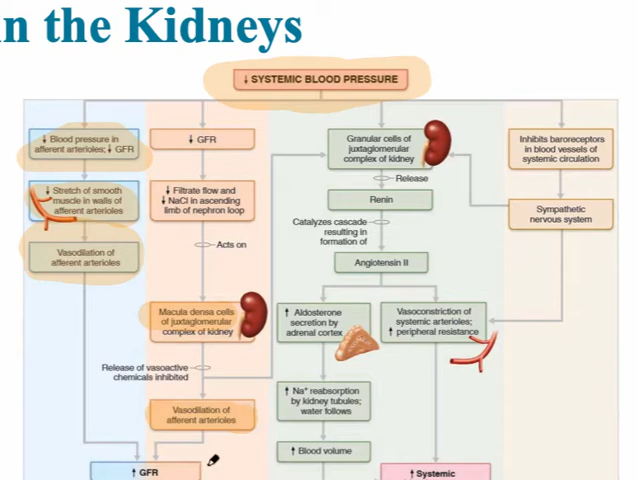 in the Kidneys
↓ SYSTEMIC BLOOD PRESSURE
↓ Blood pressure in
afferent arterioles; ↓ GFR
↓ Stretch of smooth
muscle in walls of
afferent arterioles
Vasodilation of
afferent arterioles
↓ GFR
↓ Filtrate flow and
↓ NaCl in ascending
limb of nephron loop
Acts on
Macula densa cells
of juxtaglomerular
complex of kidney
Release of vasoactive
chemicals inhibited
Vasodilation of
afferent arterioles
↑ GFR
Granular cells of
juxtaglomerular
complex of kidney
Release
Renin
Catalyzes cascade
resulting in
formation of
Angiotensin II
↑ Aldosterone
secretion by
adrenal cortex
Vasoconstriction of
systemic arterioles;
↑ peripheral resistance
↑ Na⁺ reabsorption
by kidney tubules;
water follows
↑ Blood volume
↑ Systemic
Inhibits baroreceptors
in blood vessels of
systemic circulation
Sympathetic
nervous system